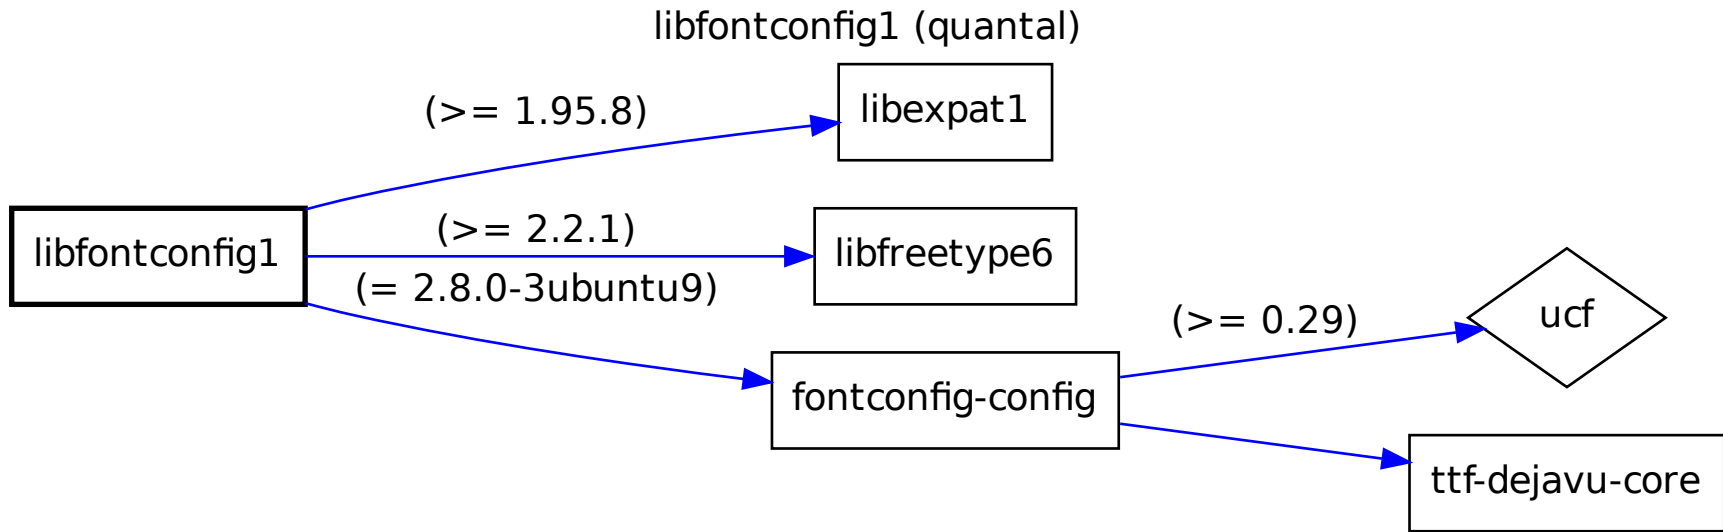 libfontconfig1 (quantal)
(>= 1.95.8)
libexpat1
libfontconfig1
(>= 2.2.1)
libfreetype6
(= 2.8.0-3ubuntu9)
fontconfig-config
(>= 0.29)
ucf
ttf-dejavu-core